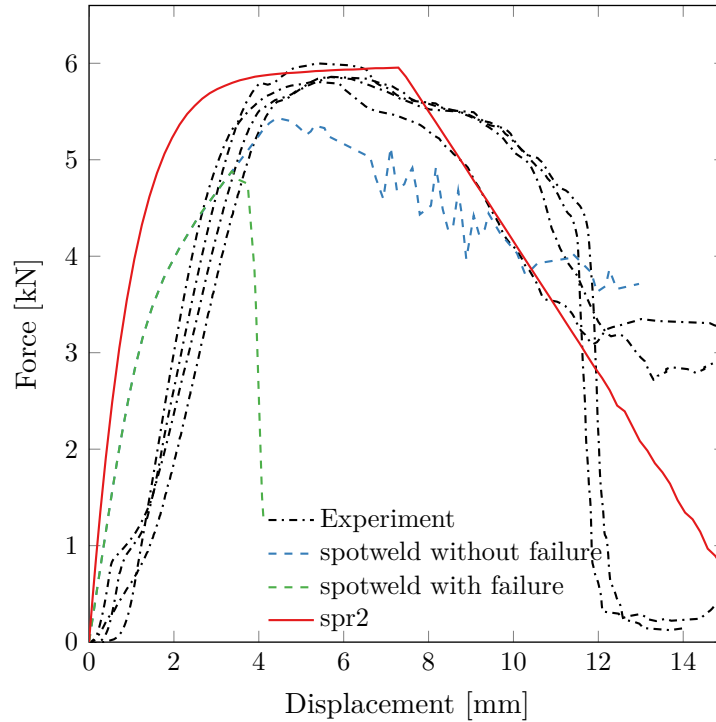 6
5
4
3
2
1
0
Force [kN]
Experiment
spotweld without failure
spotweld with failure
spr2
0 2 4 6 8 10 12 14
Displacement [mm]